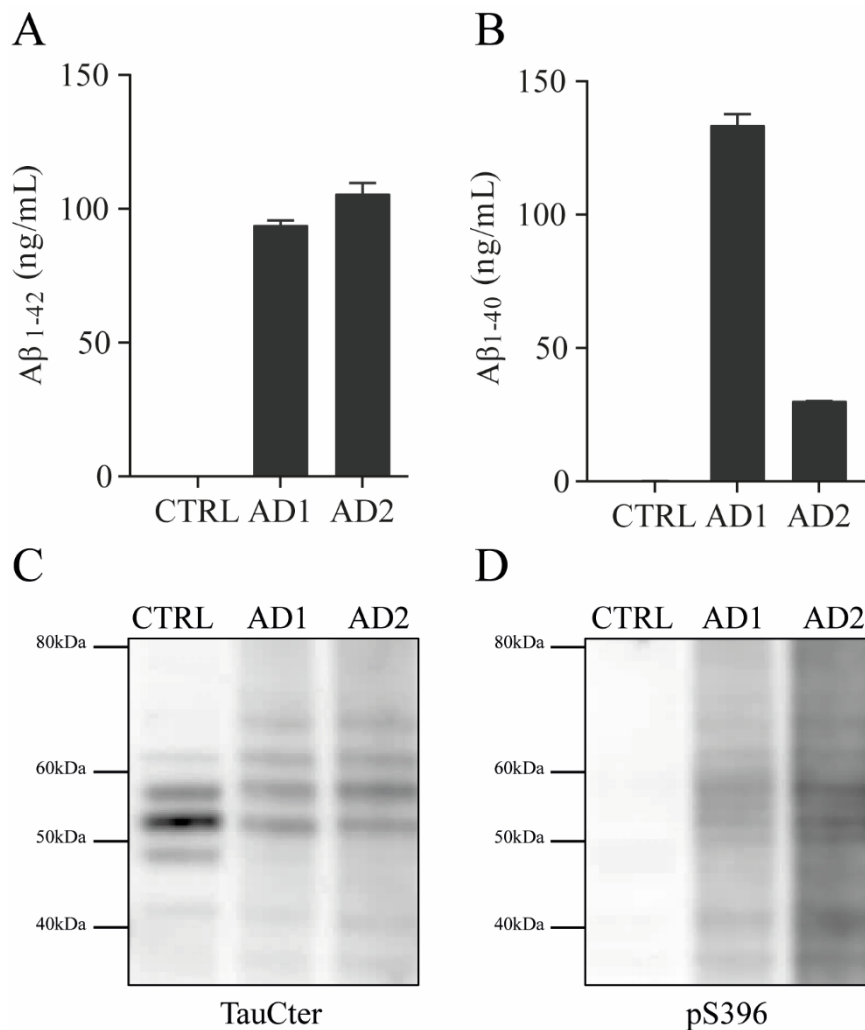 A
Aβ1-42 (ng/mL)
150
100
50
0
CTRL AD1 AD2
B
Aβ1-40 (ng/mL)
150
100
50
0
CTRL AD1 AD2
C
CTRL AD1 AD2
80kDa
60kDa
50kDa
40kDa
TauCter
D
CTRL AD1 AD2
80kDa
60kDa
50kDa
40kDa
pS396